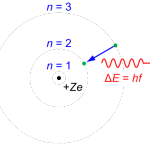 n = 3
n = 2
n = 1
+Ze
ΔE = hf